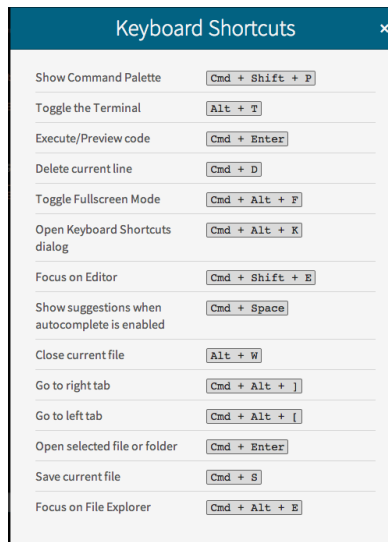 Keyboard Shortcuts ×
Show Command Palette Cmd + Shift + P
Toggle the Terminal Alt + T
Execute/Preview code Cmd + Enter
Delete current line Cmd + D
Toggle Fullscreen Mode Cmd + Alt + F
Open Keyboard Shortcuts Cmd + Alt + K
dialog
Focus on Editor Cmd + Shift + E
Show suggestions when Cmd + Space
autocomplete is enabled
Close current file Alt + W
Go to right tab Cmd + Alt + ]
Go to left tab Cmd + Alt + [
Open selected file or folder Cmd + Enter
Save current file Cmd + S
Focus on File Explorer Cmd + Alt + E